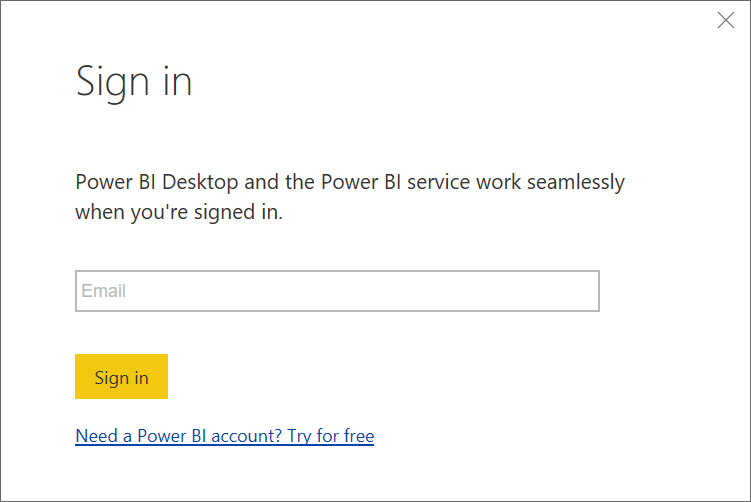 Sign in
Power BI Desktop and the Power BI service work seamlessly
when you're signed in.
Email
Sign in
Need a Power BI account? Try for free